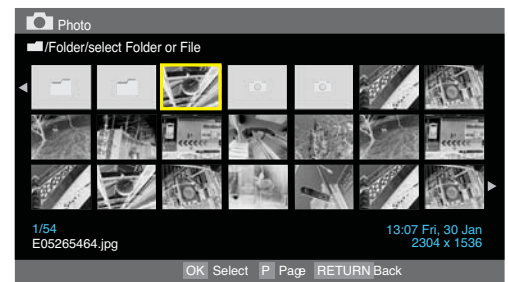 Photo
/Folder/select Folder or File
1/54
13:07 Fri, 30 Jan
E05265464.jpg
2304 x 1536
OK Select P Page RETURN Back